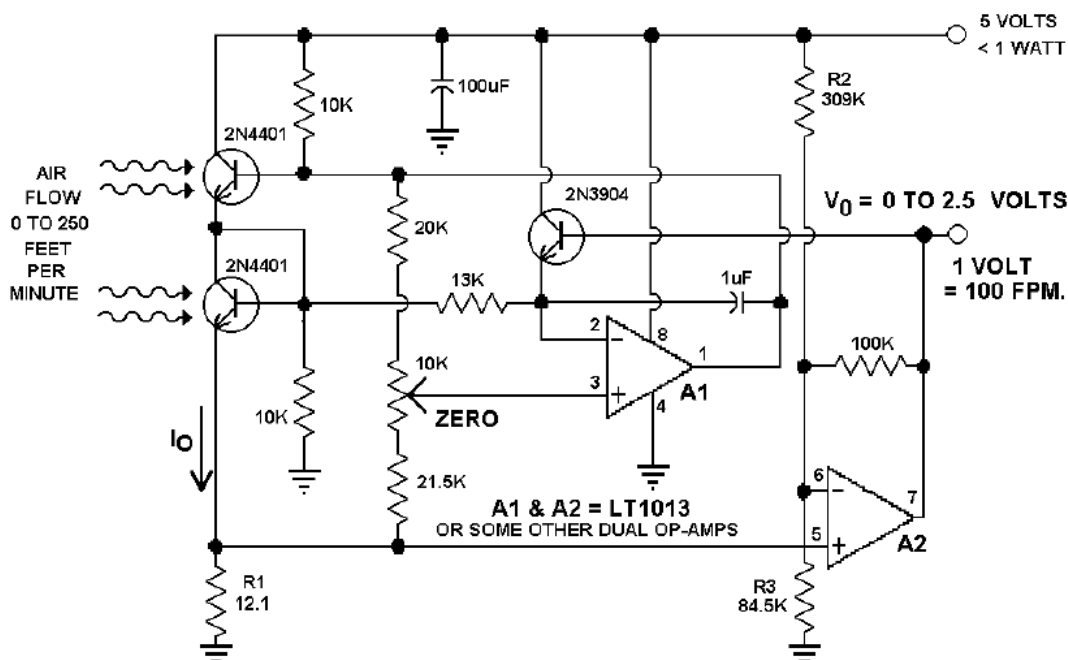 5 VOLTS
< 1 WATT
R2
309K
100uF
10K
2N4401
AIR
FLOW
0 TO 250
FEET
PER
MINUTE
2N3904
V0 = 0 TO 2.5 VOLTS
20K
2N4401
13K
1uF
1 VOLT
= 100 FPM.
2
8
1
100K
10K
3
4
A1
ZERO
10K
IO
21.5K
6
7
A1 & A2 = LT1013
OR SOME OTHER DUAL OP-AMPS
5
A2
R1
12.1
R3
84.5K